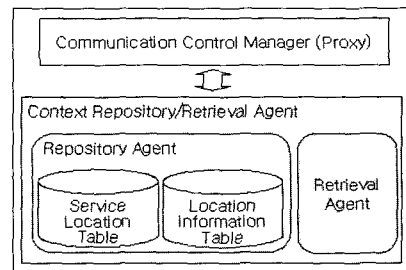 Communication Control Manager (Proxy)
Context Repository/Retrieval Agent
Repository Agent
Service
Location
Table
Location
Information
Table
Retrieval
Agent